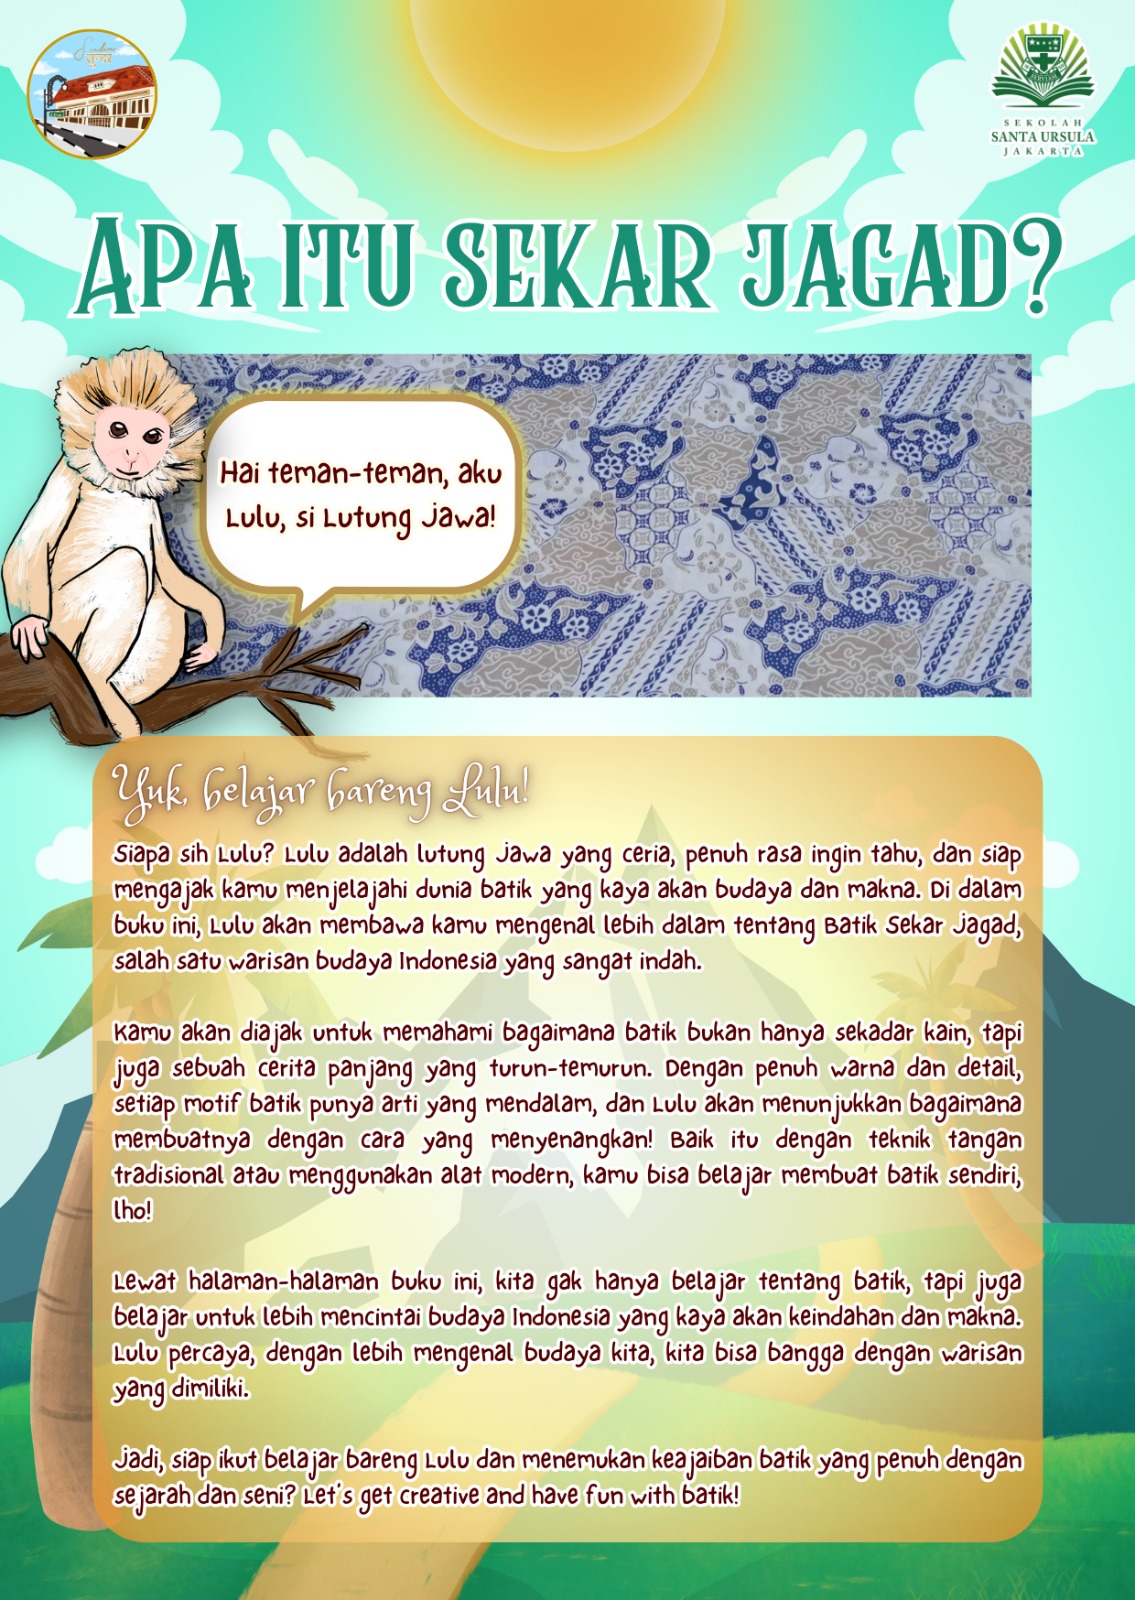 SEKOLAH
SANTA URSULA
JAKARTA
APA ITU SEKAR JAGAD?
Hai teman-teman, aku
Lulu, si Lutung Jawa!
Yuk, belajar bareng Lulu!
Siapa sih Lulu? Lulu adalah lutung Jawa yang ceria, penuh rasa ingin tahu, dan siap
mengajak kamu menjelajahi dunia batik yang kaya akan budaya dan makna. Di dalam
buku ini, Lulu akan membawa kamu mengenal lebih dalam tentang Batik Sekar Jagad,
salah satu warisan budaya Indonesia yang sangat indah.
Kamu akan diajak untuk memahami bagaimana batik bukan hanya sekadar kain, tapi
juga sebuah cerita panjang yang turun-temurun. Dengan penuh warna dan detail,
setiap motif batik punya arti yang mendalam, dan Lulu akan menunjukkan bagaimana
membuatnya dengan cara yang menyenangkan! Baik itu dengan teknik tangan
tradisional atau menggunakan alat modern, kamu bisa belajar membuat batik sendiri,
lho!
Lewat halaman-halaman buku ini, kita gak hanya belajar tentang batik, tapi juga
belajar untuk lebih mencintai budaya Indonesia yang kaya akan keindahan dan makna.
Lulu percaya, dengan lebih mengenal budaya kita, kita bisa bangga dengan warisan
yang dimiliki.
Jadi, siap ikut belajar bareng Lulu dan menemukan keajaiban batik yang penuh dengan
sejarah dan seni? Let's get creative and have fun with batik!